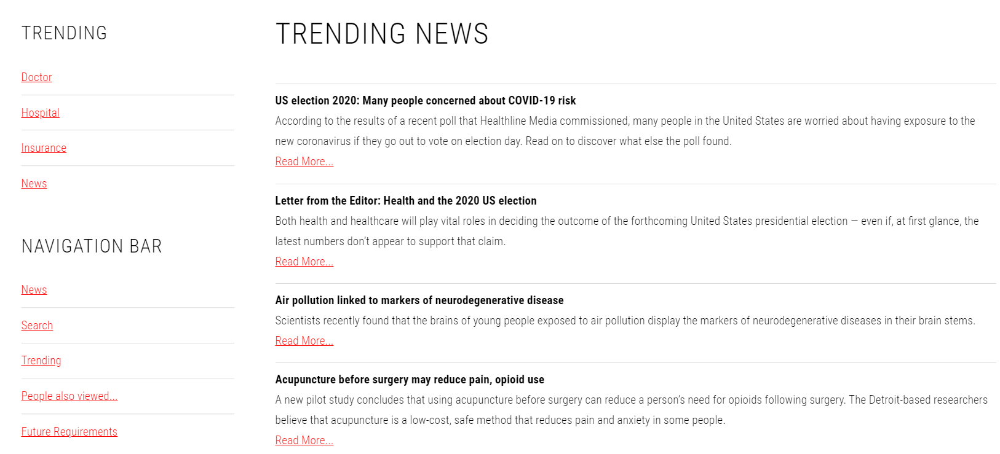 TRENDING
Doctor
Hospital
Insurance
News
NAVIGATION BAR
News
Search
Trending
People also viewed...
Future Requirements
TRENDING NEWS
US election 2020: Many people concerned about COVID-19 risk
According to the results of a recent poll that Healthline Media commissioned, many people in the United States are worried about having exposure to the
new coronavirus if they go out to vote on election day. Read on to discover what else the poll found.
Read More...
Letter from the Editor: Health and the 2020 US election
Both health and healthcare will play vital roles in deciding the outcome of the forthcoming United States presidential election — even if, at first glance, the
latest numbers don’t appear to support that claim.
Read More...
Air pollution linked to markers of neurodegenerative disease
Scientists recently found that the brains of young people exposed to air pollution display the markers of neurodegenerative diseases in their brain stems.
Read More...
Acupuncture before surgery may reduce pain, opioid use
A new pilot study concludes that using acupuncture before surgery can reduce a person’s need for opioids following surgery. The Detroit-based researchers
believe that acupuncture is a low-cost, safe method that reduces pain and anxiety in some people.
Read More...